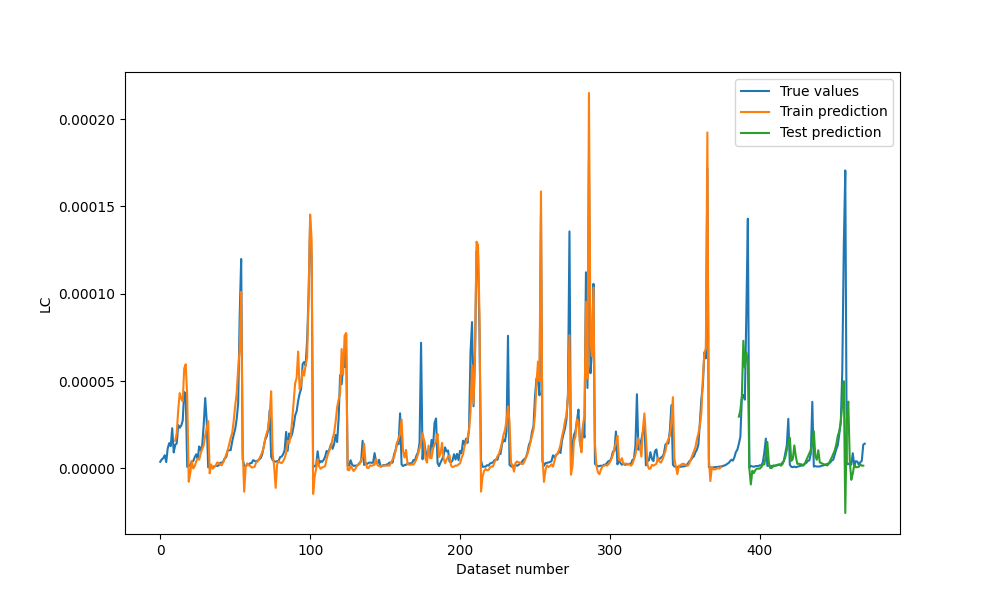 True values
Train prediction
Test prediction
0.00020
0.00015
0.00010
0.00005
0.00000
LC
0
100
200
300
400
Dataset number